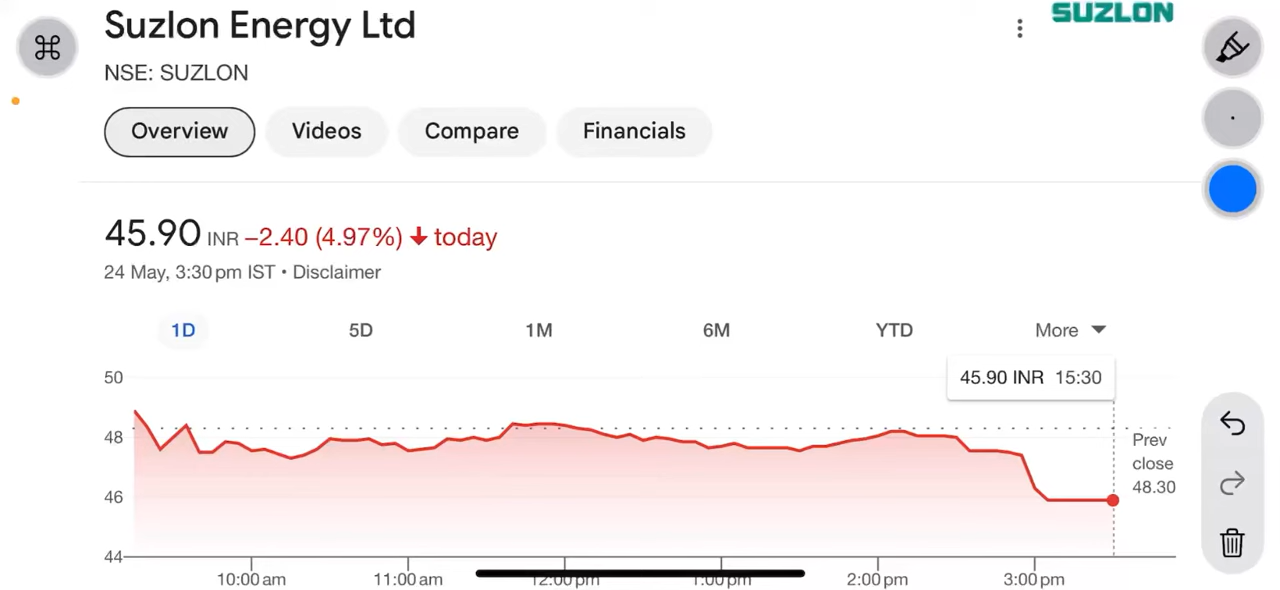 Suzlon Energy Ltd
SUZLON
NSE: SUZLON
Overview
Videos
Compare
Financials
45.90 INR −2.40 (4.97%) ↓ today
24 May, 3:30 pm IST • Disclaimer
1D
5D
1M
6M
YTD
More
45.90 INR 15:30
50
48
46
44
Prev
close
48.30
10:00 am
11:00 am
12:00 pm
1:00 pm
2:00 pm
3:00 pm